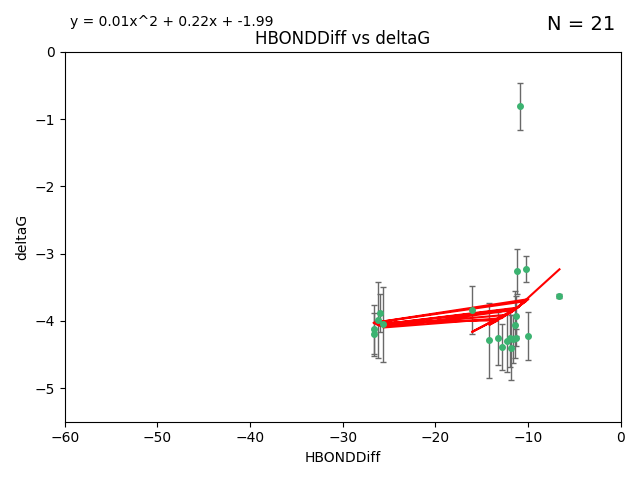 y = 0.01x^2 + 0.22x + -1.99
N = 21
HBONDDiff vs deltaG
0
−1
−2
−3
−4
−5
deltaG
−60 −50 −40 −30 −20 −10 0
HBONDDiff